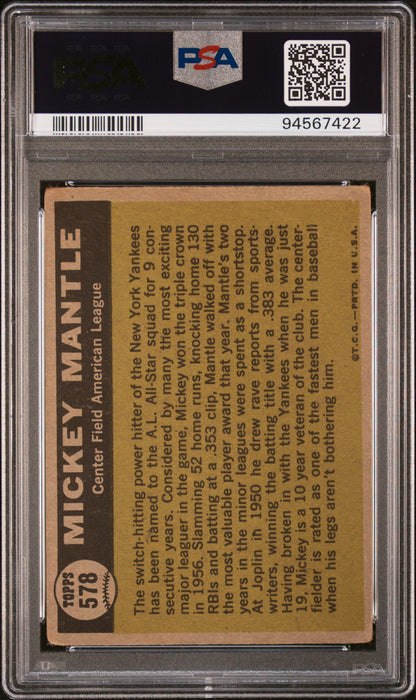 PSA
PSA
94567422
TOPPS
578
MICKEY MANTLE
Center Field American League
The switch-hitting power hitter of the New York Yankees
has been named to the A.L. All-Star squad for 9 con-
secutive years. Considered by many the most exciting
major leaguer in the game, Mickey won the triple crown
in 1956. Slamming 52 home runs, knocking home 130
RBIs and batting at a .353 clip, Mantle walked off with
the most valuable player award that year. Mantle's two
years in the minor leagues were spent as a shortstop.
At Joplin in 1950 he drew rave reports from sports-
writers, winning the batting title with a .383 average.
Having broken in with the Yankees when he was just
19, Mickey is a 10 year veteran of the club. The center-
fielder is rated as one of the fastest men in baseball
when his legs aren't bothering him.
©T.C.G.—PRTD. IN U.S.A.